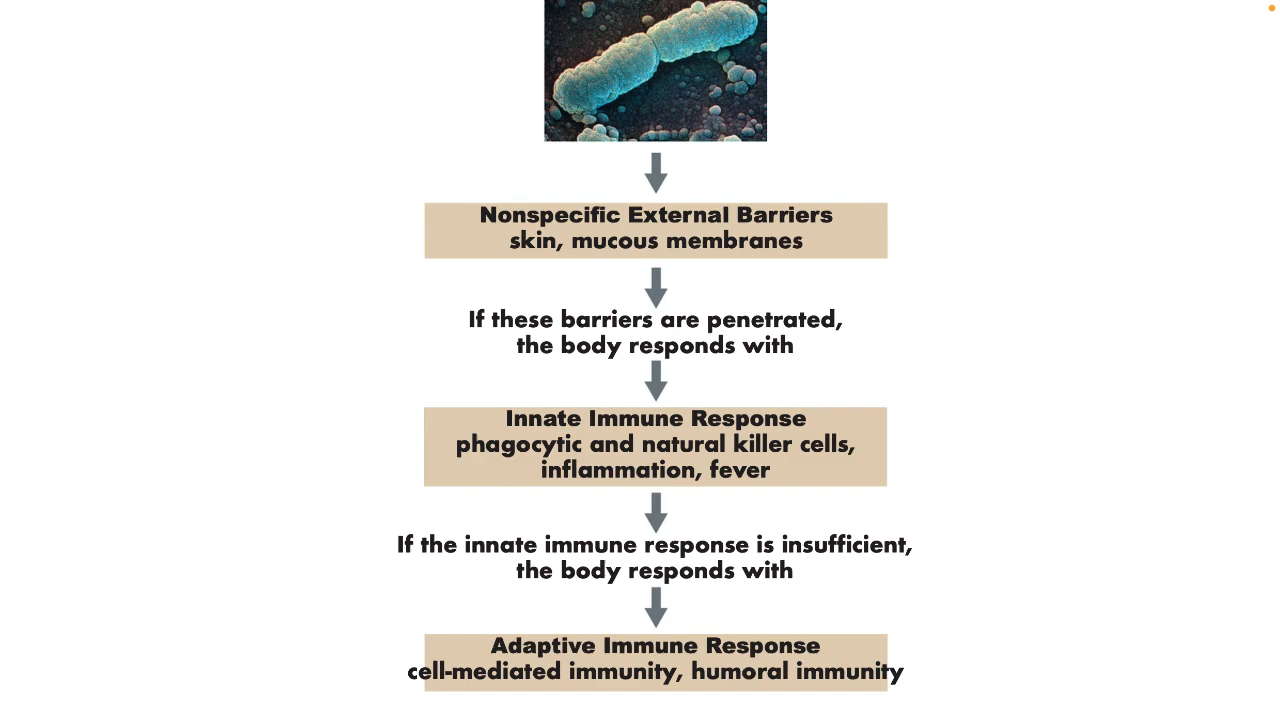 Nonspecific External Barriers
skin, mucous membranes
If these barriers are penetrated,
the body responds with
Innate Immune Response
phagocytic and natural killer cells,
inflammation, fever
If the innate immune response is insufficient,
the body responds with
Adaptive Immune Response
cell-mediated immunity, humoral immunity